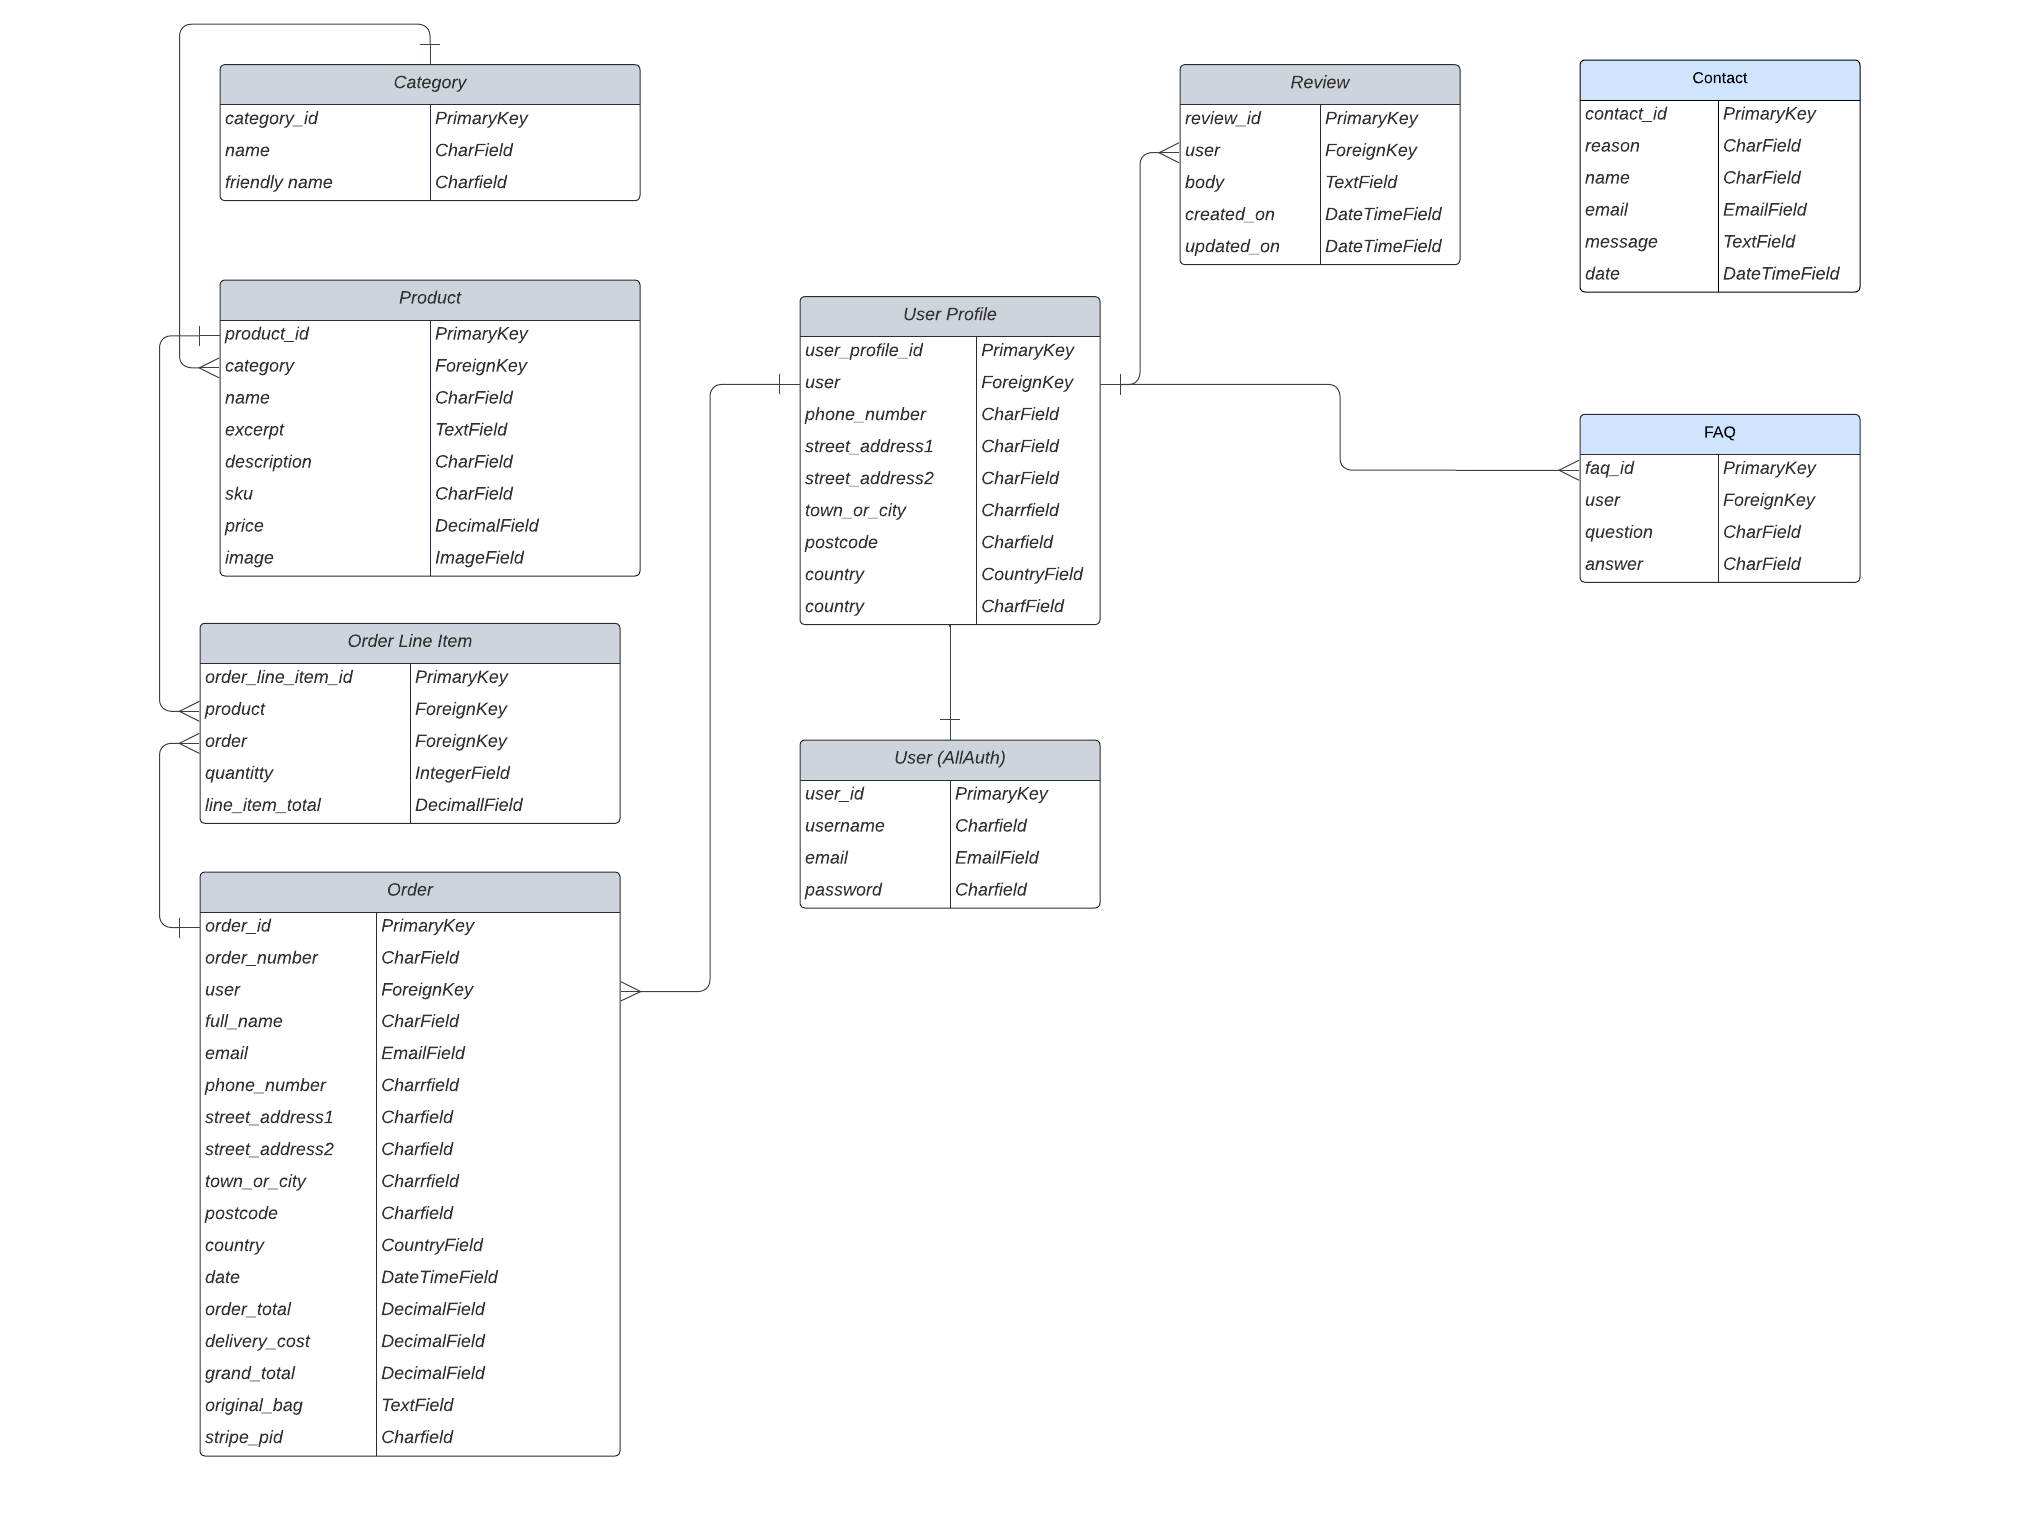 Category
category_id PrimaryKey
name CharField
friendly name Charfield
Product
product_id PrimaryKey
category ForeignKey
name CharField
excerpt TextField
description CharField
sku CharField
price DecimalField
image ImageField
Order Line Item
order_line_item_id PrimaryKey
product ForeignKey
order ForeignKey
quantitty IntegerField
line_item_total DecimallField
Order
order_id PrimaryKey
order_number CharField
user ForeignKey
full_name CharField
email EmailField
phone_number Charrfield
street_address1 Charfield
street_address2 Charfield
town_or_city Charrfield
postcode Charfield
country CountryField
date DateTimeField
order_total DecimalField
delivery_cost DecimalField
grand_total DecimalField
original_bag TextField
stripe_pid Charfield
User Profile
user_profile_id PrimaryKey
user ForeignKey
phone_number CharField
street_address1 CharField
street_address2 CharField
town_or_city Charrfield
postcode Charfield
country CountryField
country CharfField
User (AllAuth)
user_id PrimaryKey
username Charfield
email EmailField
password Charfield
Review
review_id PrimaryKey
user ForeignKey
body TextField
created_on DateTimeField
updated_on DateTimeField
Contact
contact_id PrimaryKey
reason CharField
name CharField
email EmailField
message TextField
date DateTimeField
FAQ
faq_id PrimaryKey
user ForeignKey
question CharField
answer CharField